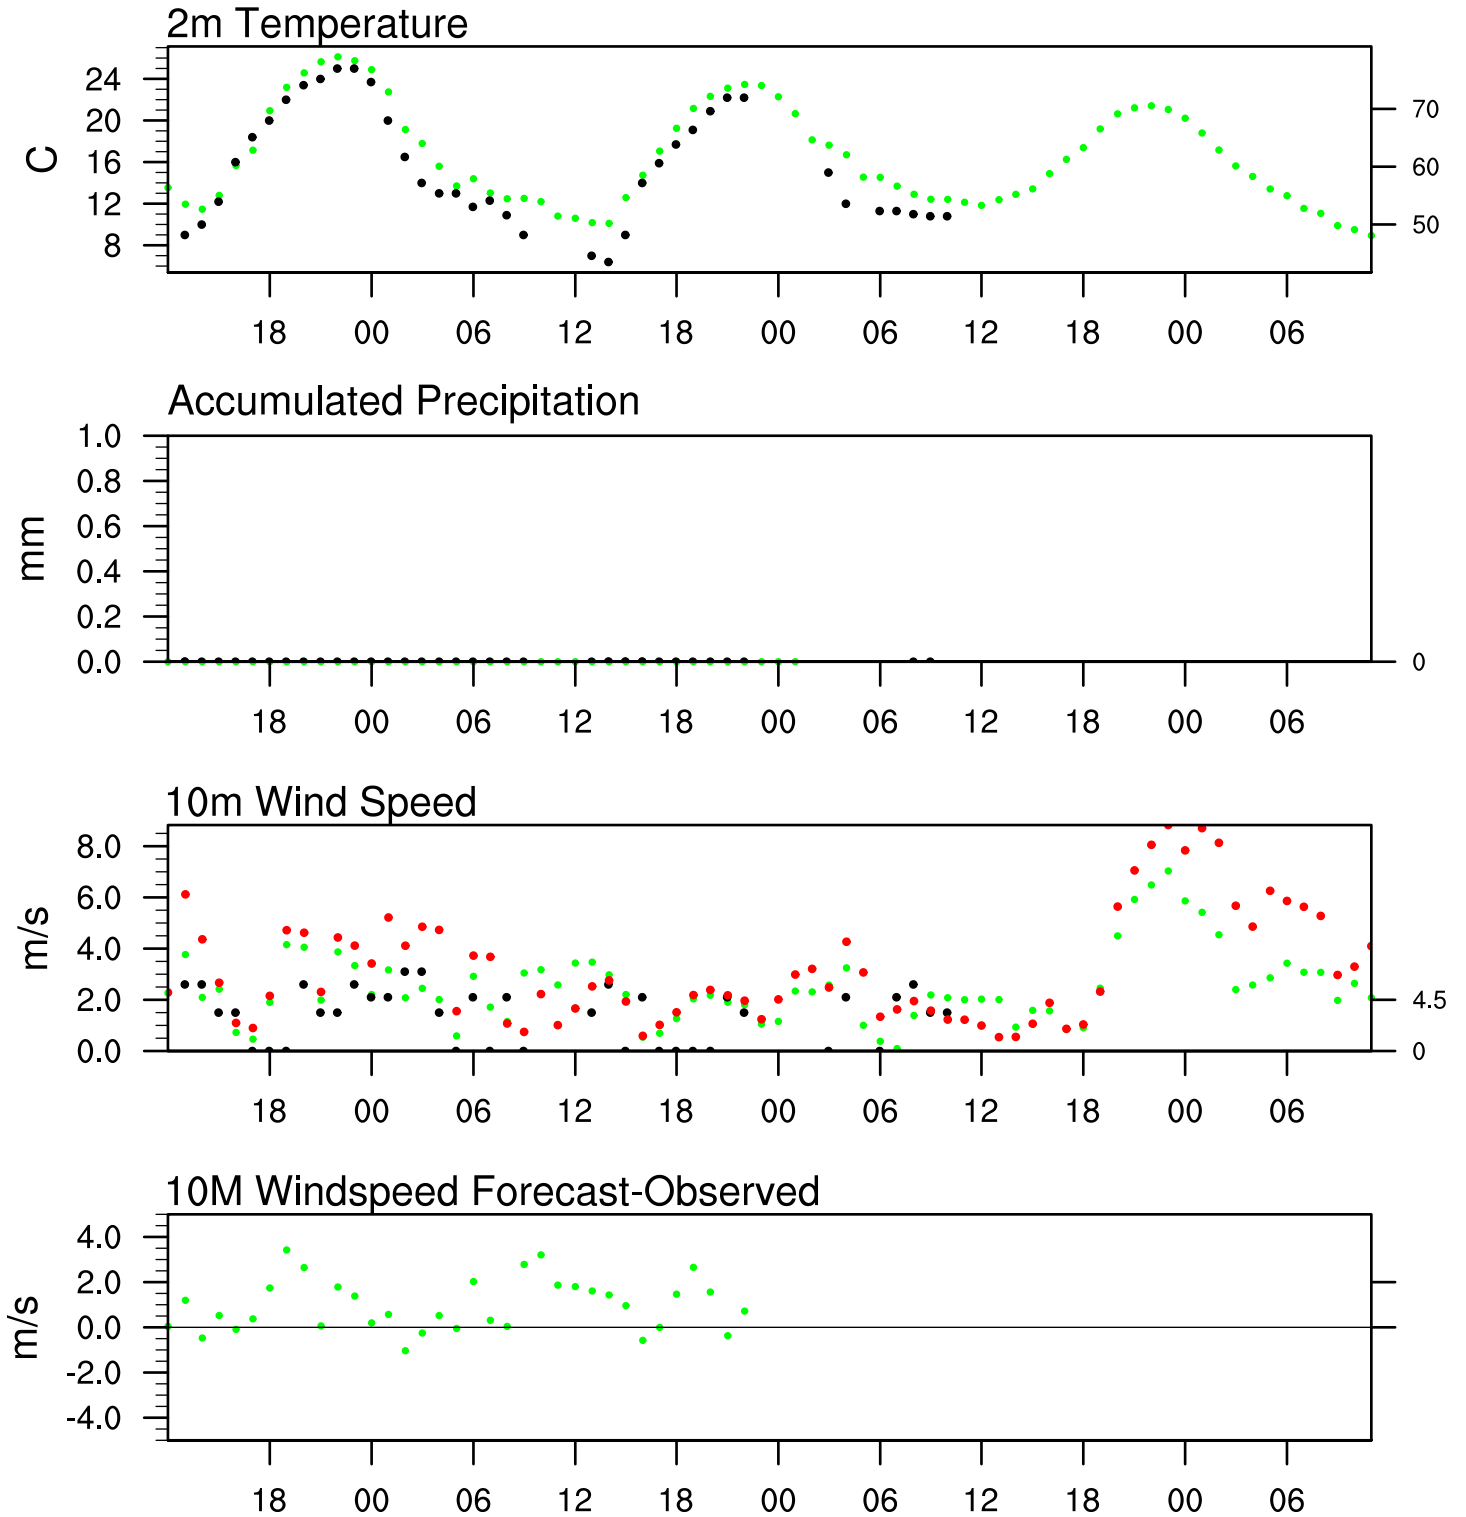 2m Temperature
24
20
16
12
8
C
70
60
50
18 00 06 12 18 00 06 12 18 00 06
Accumulated Precipitation
1.0
0.8
0.6
0.4
0.2
0.0
mm
0
18 00 06 12 18 00 06 12 18 00 06
10m Wind Speed
8.0
6.0
4.0
2.0
0.0
m/s
4.5
0
18 00 06 12 18 00 06 12 18 00 06
10M Windspeed Forecast-Observed
4.0
2.0
0.0
-2.0
-4.0
m/s
18 00 06 12 18 00 06 12 18 00 06